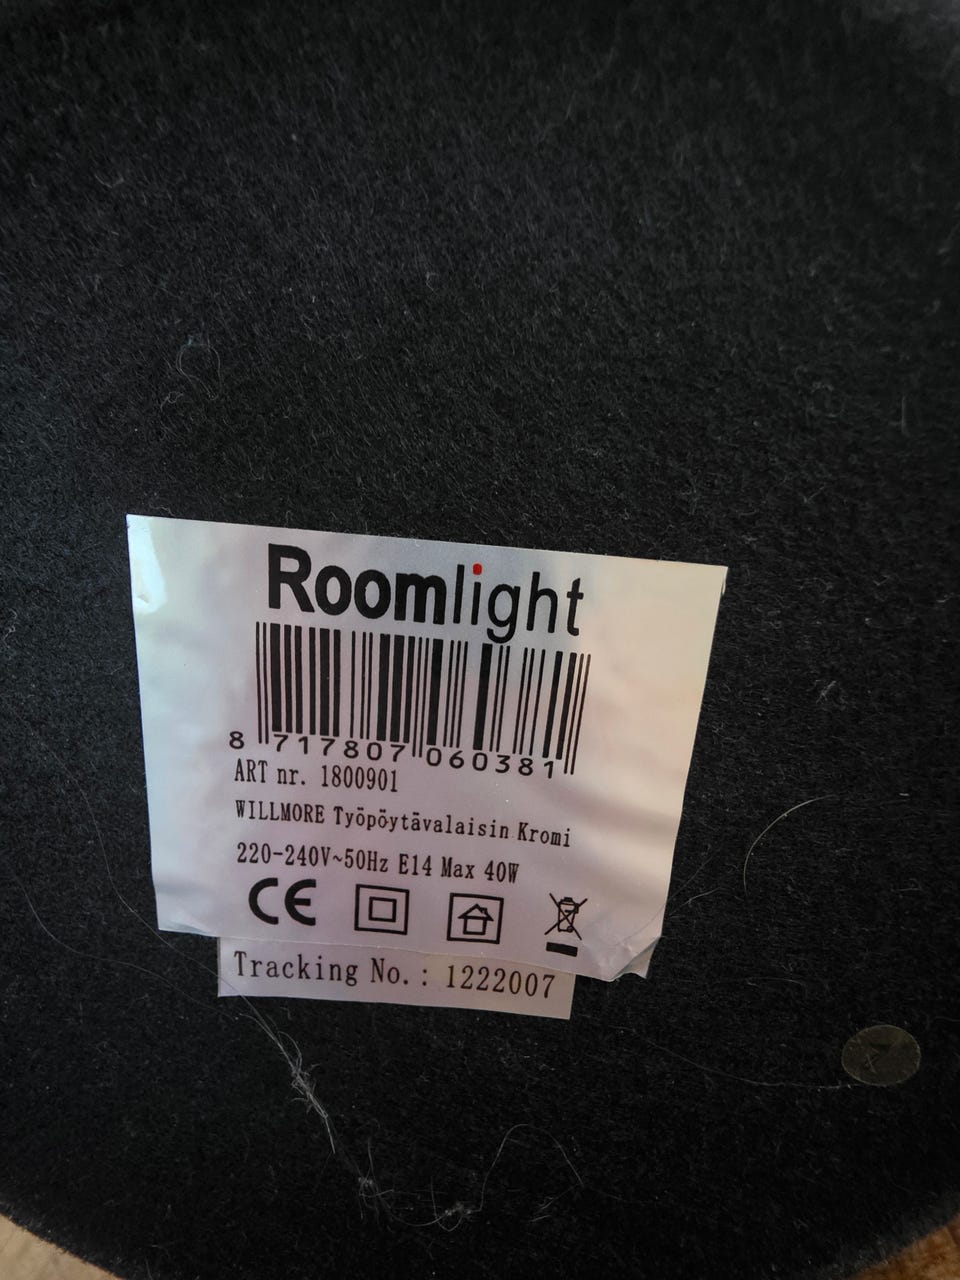 Roomlight
8 717807 060381
ART nr. 1800901
WILLMORE Työpöytävalaisin Kromi
220-240V~50Hz E14 Max 40W
CE
Tracking No.: 1222007